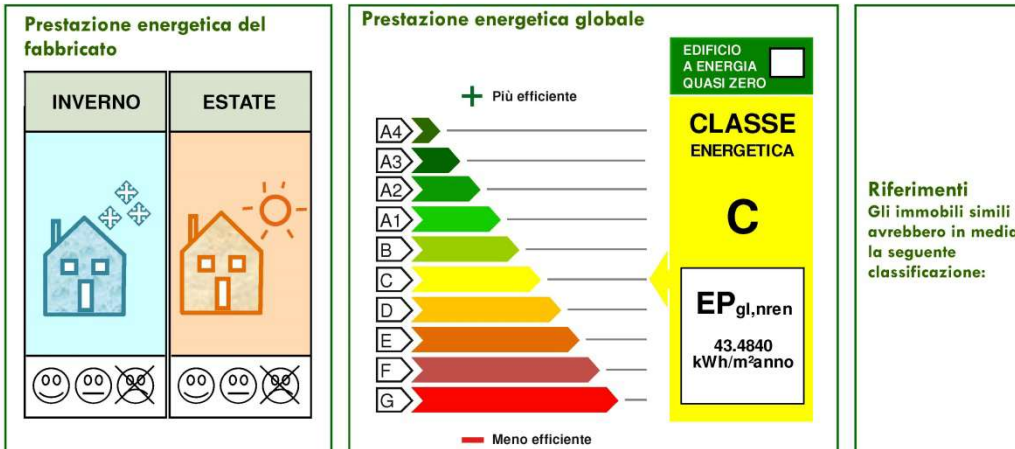 Prestazione energetica del
fabbricato
INVERNO
ESTATE
Prestazione energetica globale
Più efficiente
A4
A3
A2
A1
B
C
D
E
F
G
Meno efficiente
EDIFICIO
A ENERGIA
QUASI ZERO
CLASSE
ENERGETICA
C
EPgl,nren
43.4840
kWh/m²anno
Riferimenti
Gli immobili simili
avrebbero in media
la seguente
classificazione: